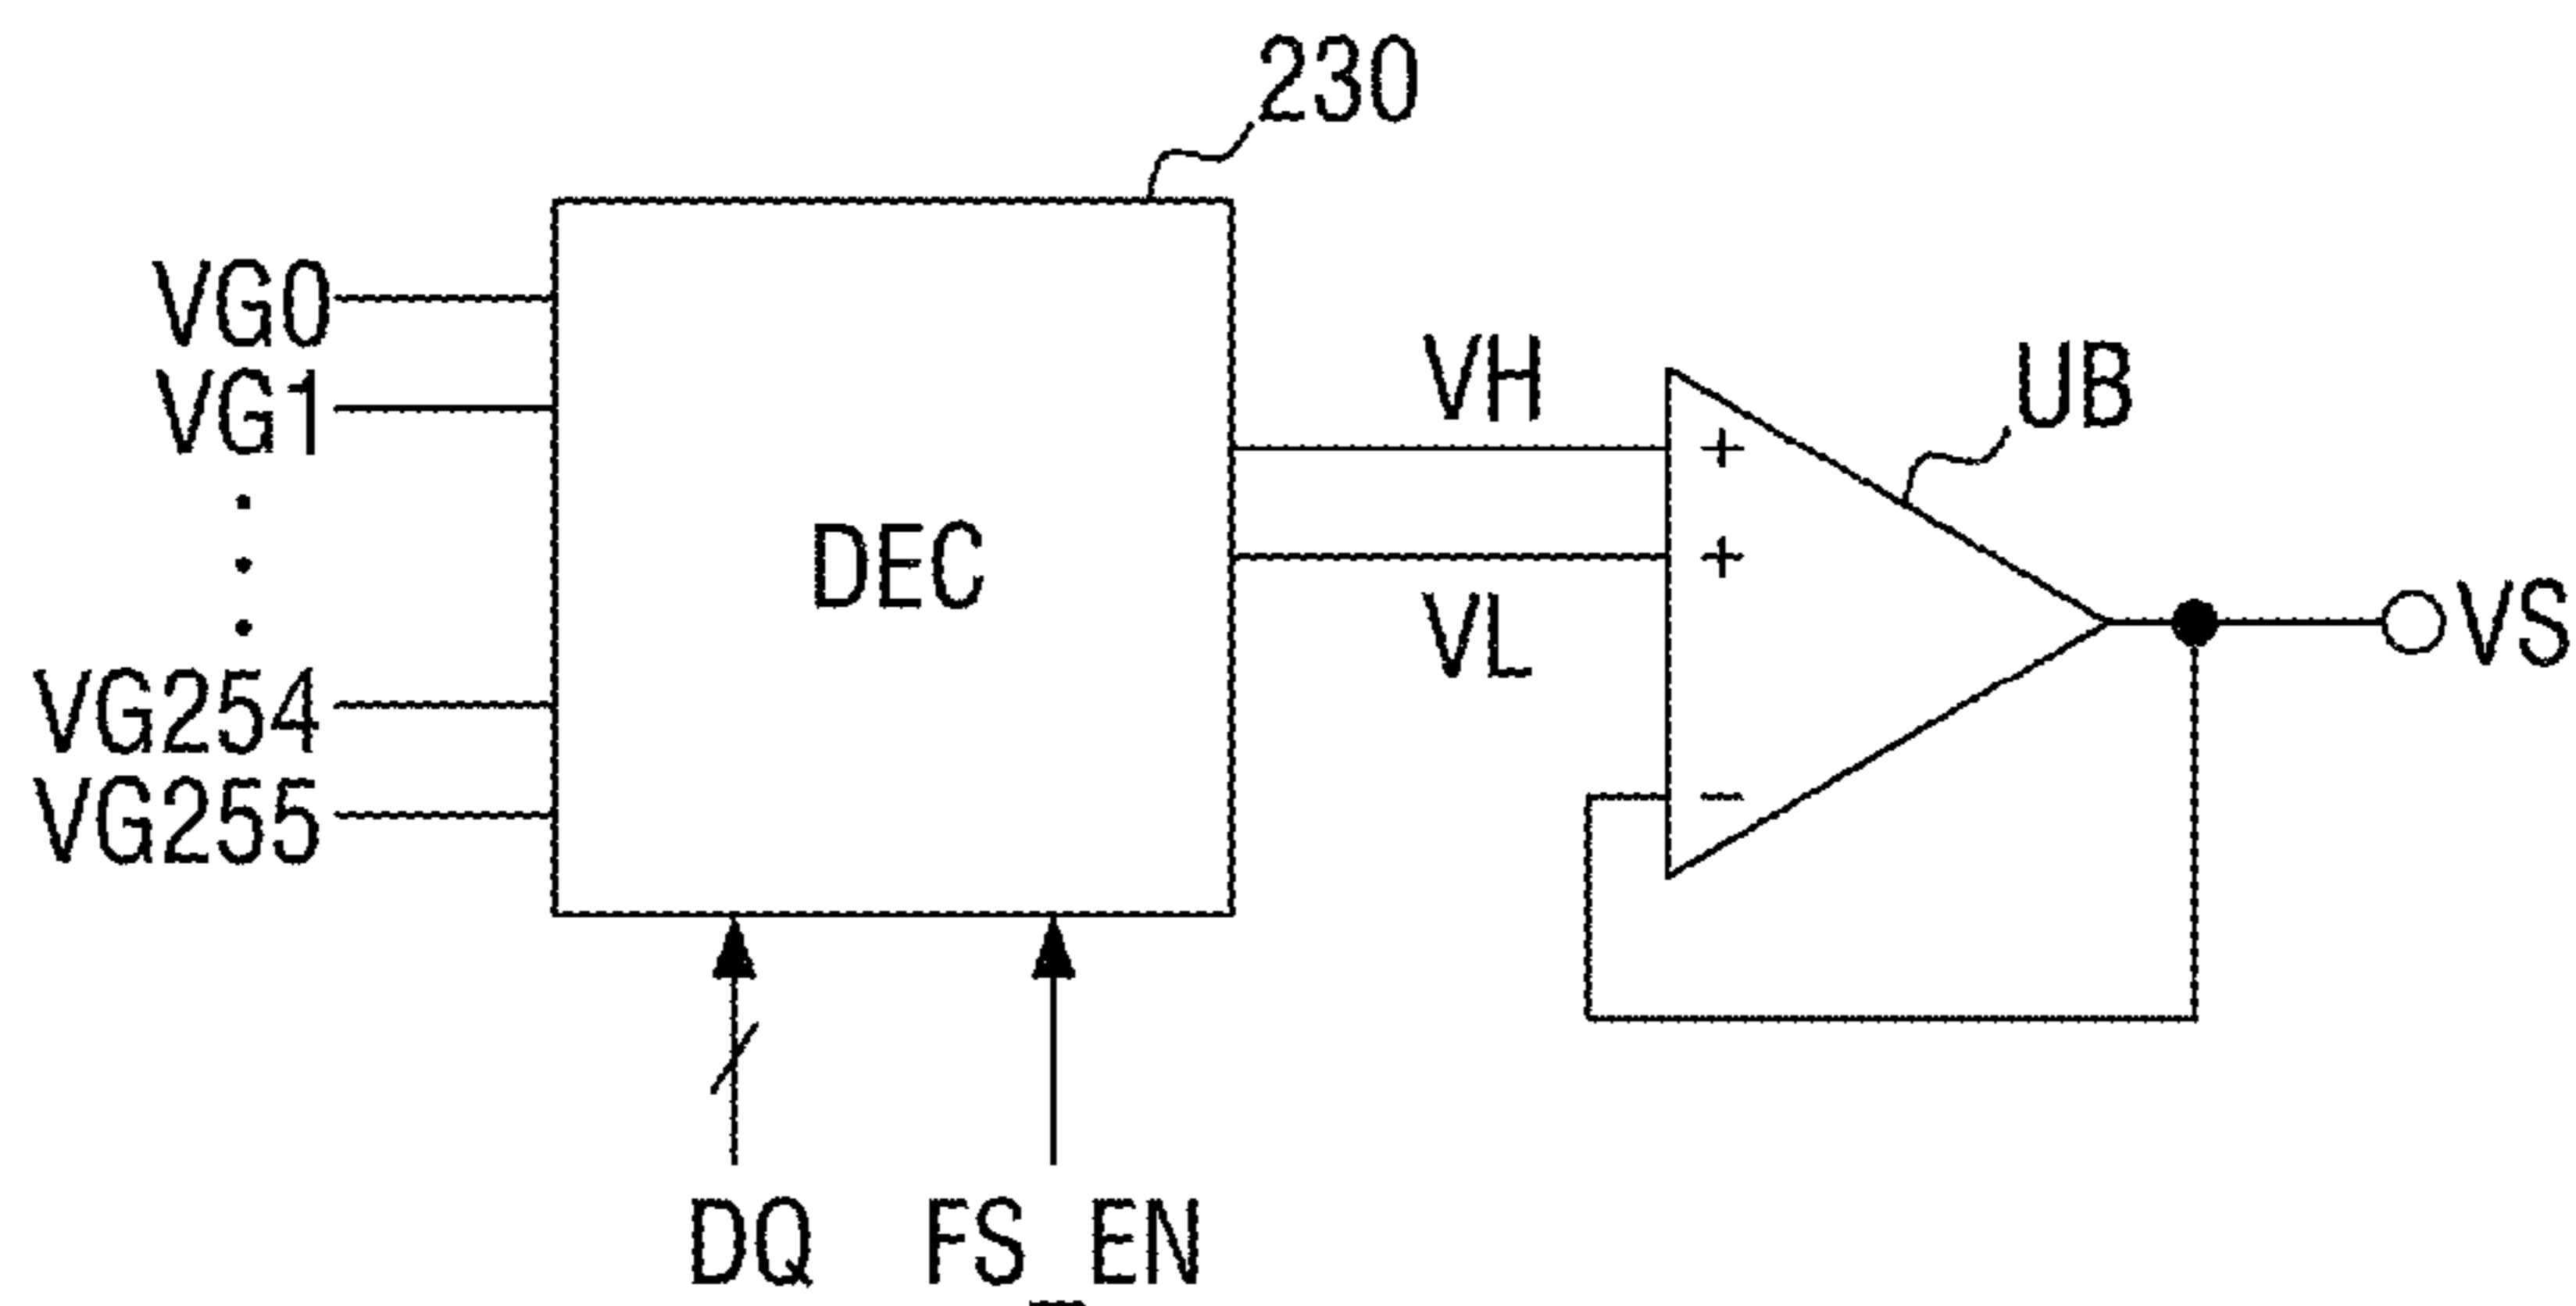 230
VG0
VG1
VH
UB
DEC
VL
VS
VG254
VG255
+
+
-
DQ
FS_EN